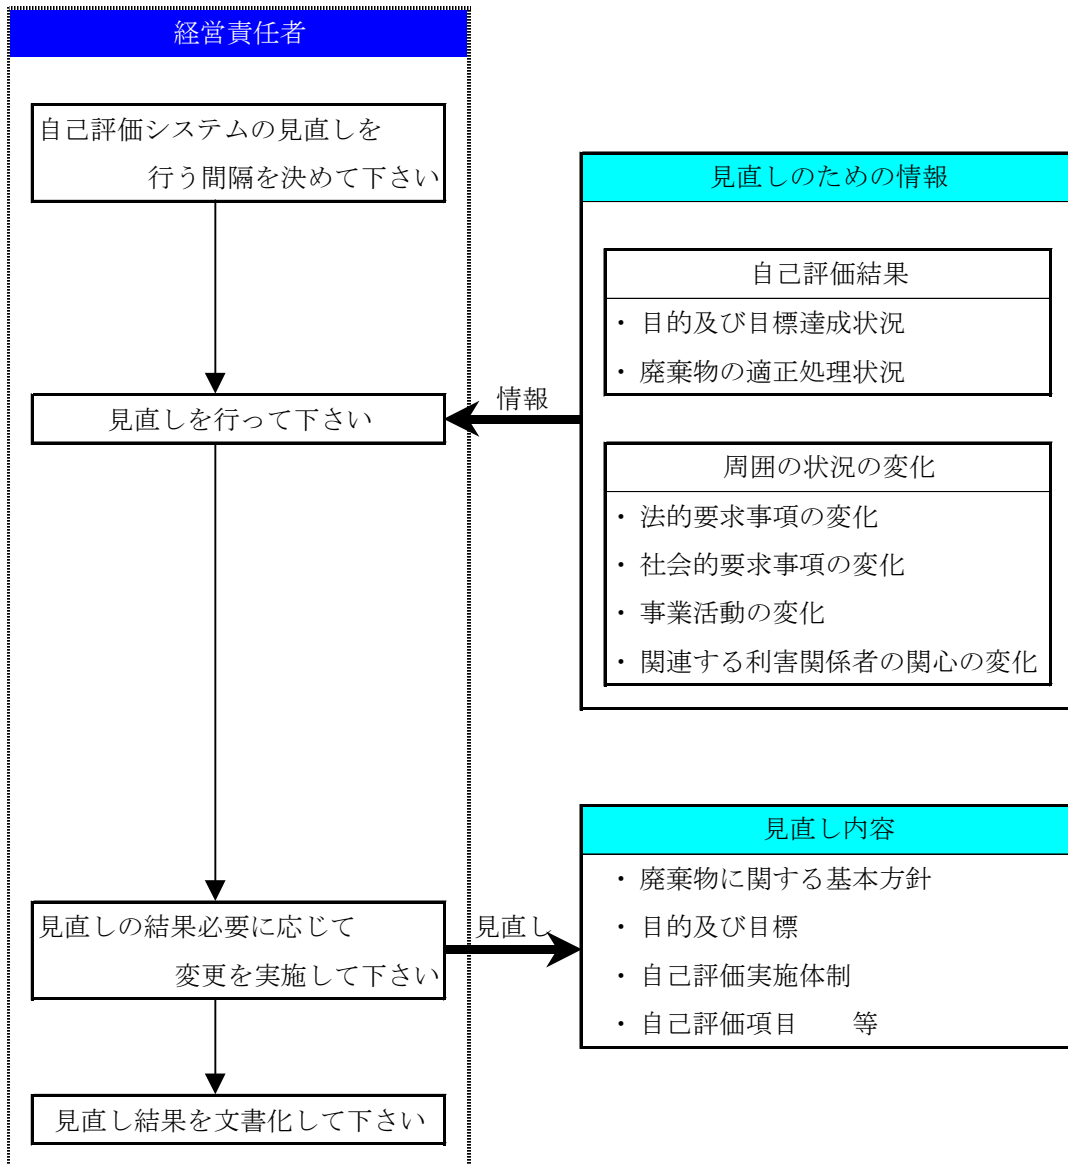 経営責任者
自己評価システムの見直しを
行う間隔を決めて下さい
見直しのための情報
自己評価結果
・ 目的及び目標達成状況
・ 廃棄物の適正処理状況
情報
見直しを行って下さい
周囲の状況の変化
・ 法的要求事項の変化
・ 社会的要求事項の変化
・ 事業活動の変化
・ 関連する利害関係者の関心の変化
見直しの結果必要に応じて
変更を実施して下さい
見直し
見直し内容
・ 廃棄物に関する基本方針
・ 目的及び目標
・ 自己評価実施体制
・ 自己評価項目　　等
見直し結果を文書化して下さい